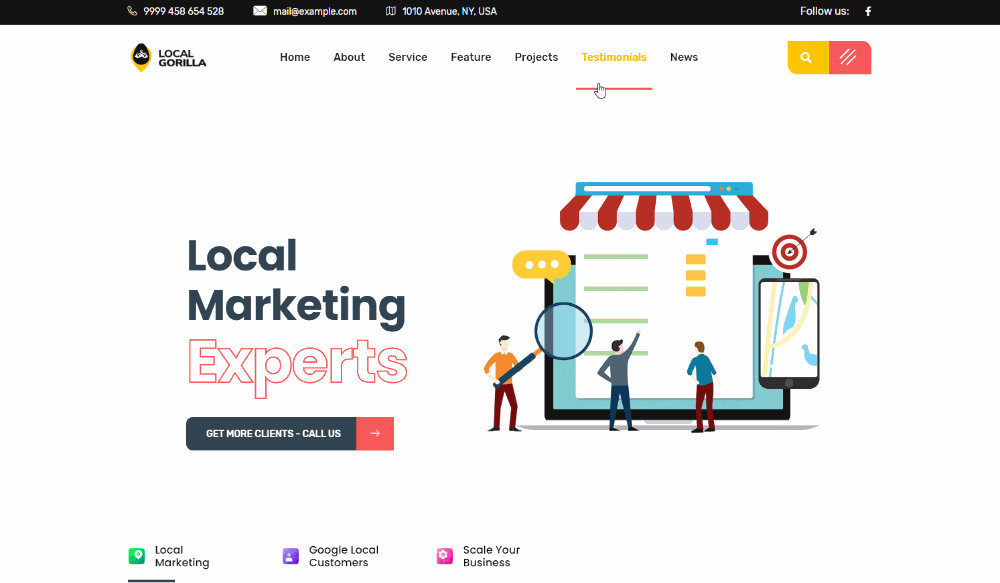 9999 458 654 528 mail@example.com 1010 Avenue, NY, USA Follow us:
LOCAL
GORILLA
Home About Service Feature Projects Testimonials News
Local
Marketing
Experts
GET MORE CLIENTS - CALL US
Local
Marketing
Google Local
Customers
Scale Your
Business